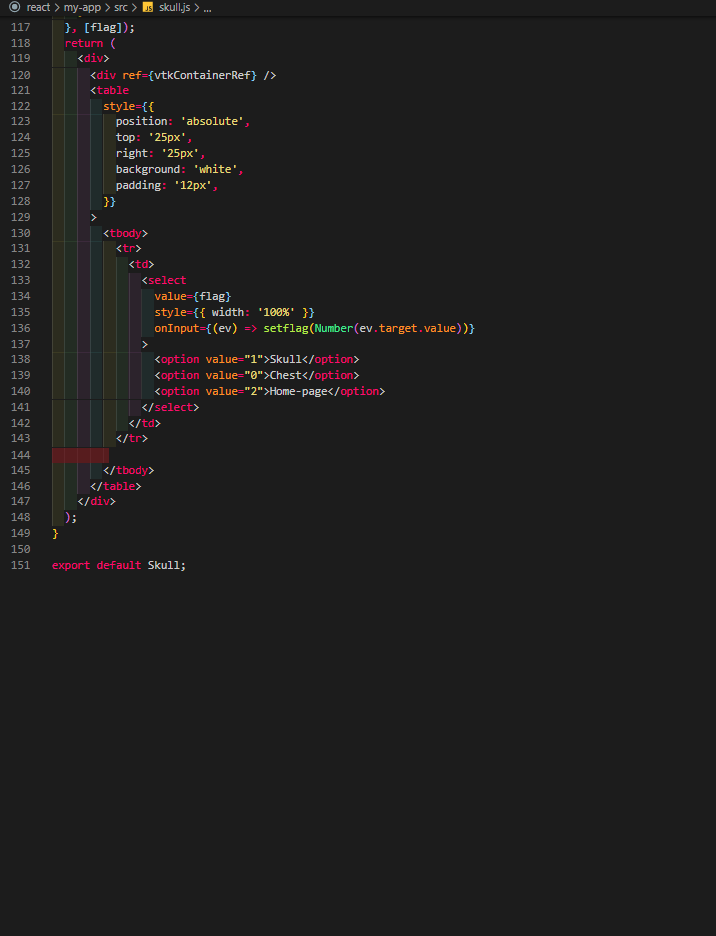 react > my-app > src > JS skull.js > ...
117 }, [flag]);
118 return (
119 <div>
120 <div ref={vtkContainerRef} />
121 <table
122 style={{
123 position: 'absolute',
124 top: '25px',
125 right: '25px',
126 background: 'white',
127 padding: '12px',
128 }}
129 >
130 <tbody>
131 <tr>
132 <td>
133 <select
134 value={flag}
135 style={{ width: '100%' }}
136 onInput={(ev) => setflag(Number(ev.target.value))}
137 >
138 <option value="1">Skull</option>
139 <option value="0">Chest</option>
140 <option value="2">Home-page</option>
141 </select>
142 </td>
143 </tr>
144
145 </tbody>
146 </table>
147 </div>
148 );
149 }
150
151 export default Skull;